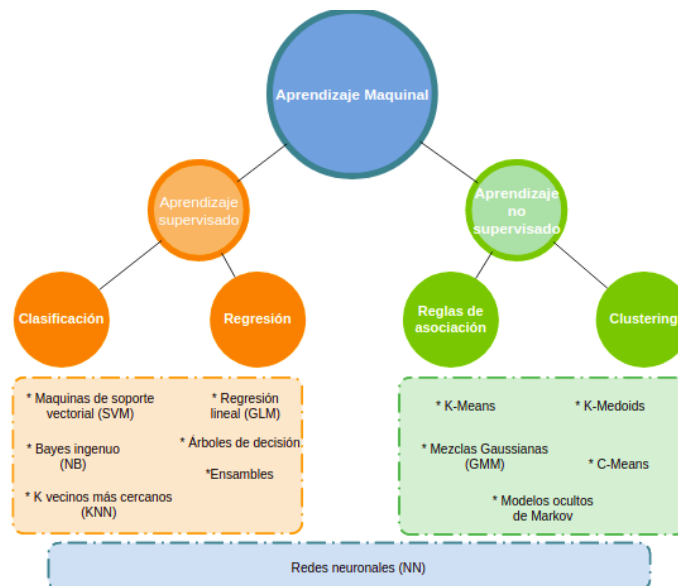 Aprendizaje Maquinal
Aprendizaje
supervisado
Aprendizaje
no
supervisado
Clasificación
Regresión
Reglas de
asociación
Clustering
* Maquinas de soporte
vectorial (SVM)
* Bayes ingenuo
(NB)
* K vecinos más cercanos
(KNN)
* Regresión
lineal (GLM)
* Árboles de decisión.
*Ensambles
* K-Means
* K-Medoids
* Mezclas Gaussianas
(GMM)
* C-Means
* Modelos ocultos
de Markov
Redes neuronales (NN)